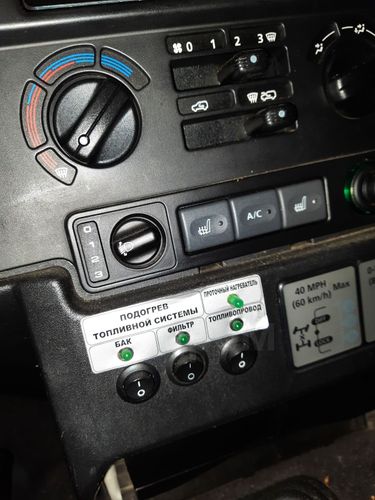 0 1 2 3
A/C
0
1
2
3
ПРОТОЧНЫЙ НАГРЕВАТЕЛЬ
ПОДОГРЕВ
ТОПЛИВНОЙ СИСТЕМЫ
БАК
ФИЛЬТР
ТОПЛИВОПРОВОД
40 MPH
(60 km/h) Max
LOCK